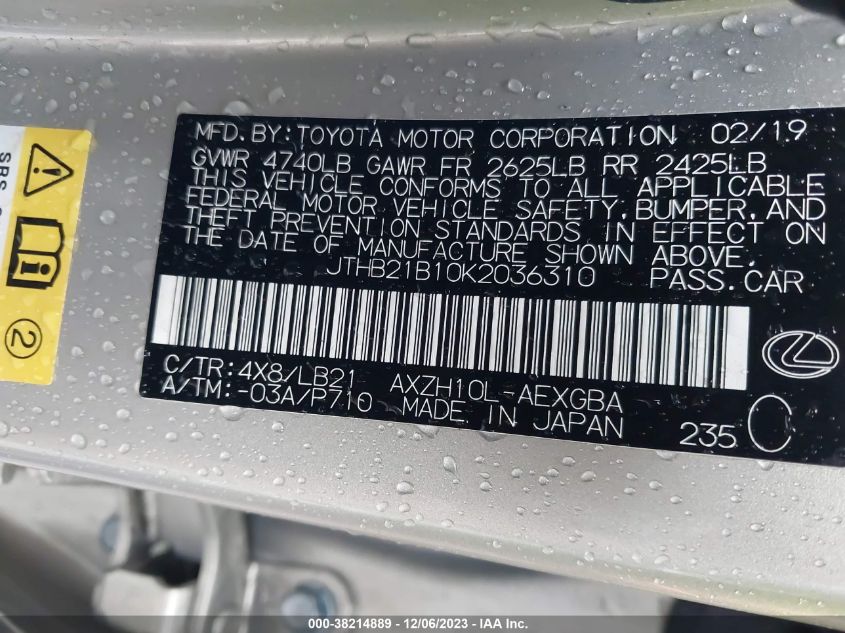 MFD. BY: TOYOTA MOTOR CORPORATION 02/19
GVWR 4740LB GAWR FR 2625LB RR 2425LB
THIS VEHICLE CONFORMS TO ALL APPLICABLE
FEDERAL MOTOR VEHICLE SAFETY, BUMPER, AND
THEFT PREVENTION STANDARDS IN EFFECT ON
THE DATE OF MANUFACTURE SHOWN ABOVE.
JTHB21B10K2036310 PASS.CAR
C/TR: 4X8/LB21 AXZH10L-AEXGBA
A/TM: -03A/P710 MADE IN JAPAN 235 C
SRS
2
000-38214889 - 12/06/2023 - IAA Inc.